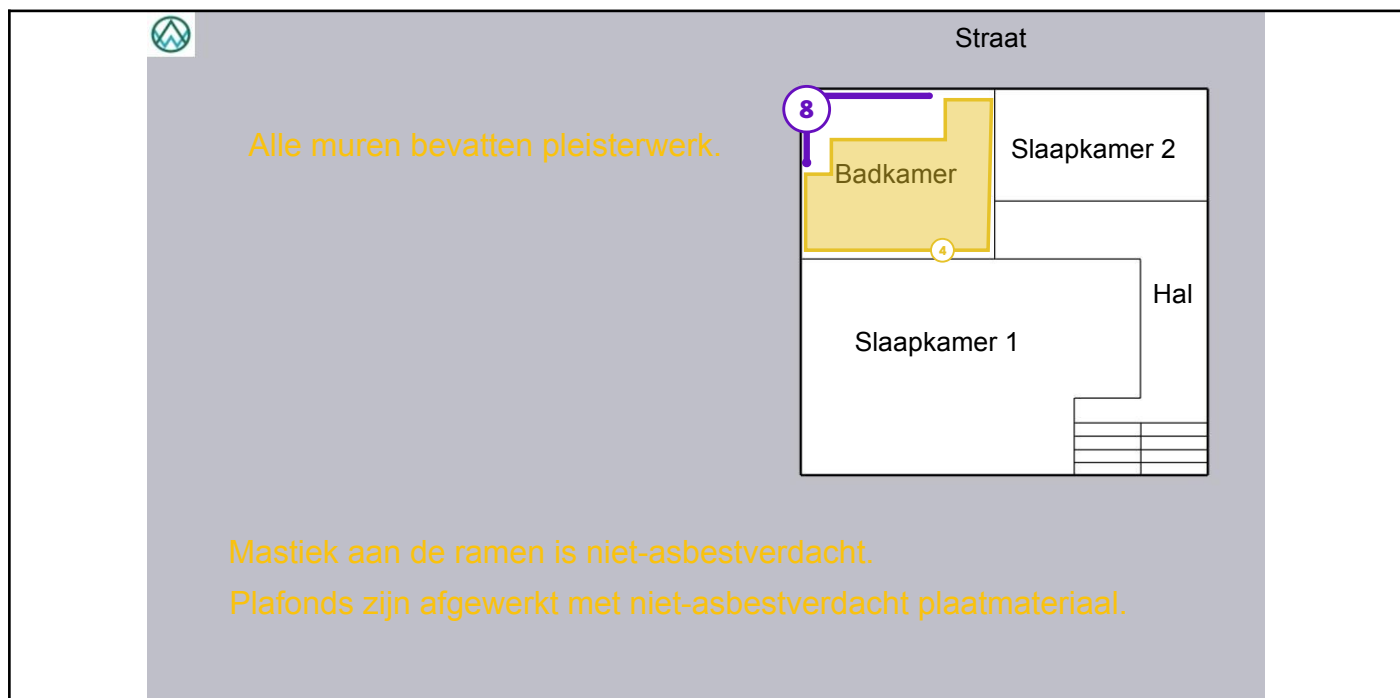 Straat
8
Alle muren bevatten pleisterwerk.
Slaapkamer 2
Badkamer
4
Hal
Slaapkamer 1
Mastiek aan de ramen is niet-asbestverdacht.
Plafonds zijn afgewerkt met niet-asbestverdacht plaatmateriaal.